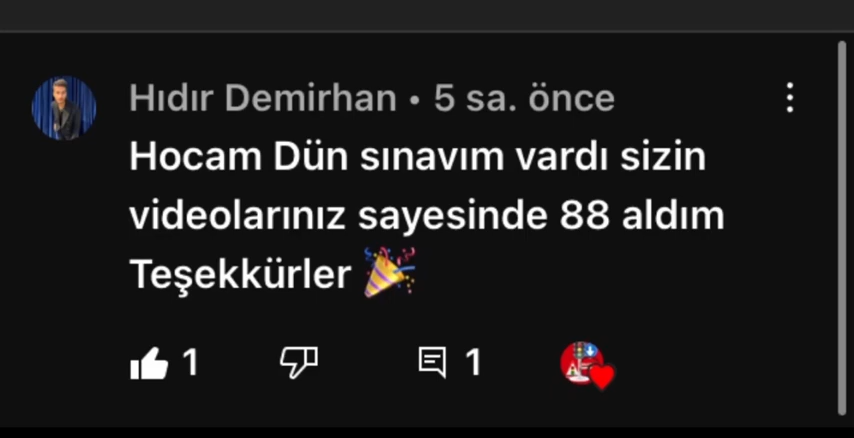 Hıdır Demirhan • 5 sa. önce
Hocam Dün sınavım vardı sizin
videolarınız sayesinde 88 aldım
Teşekkürler 🎉
1
1